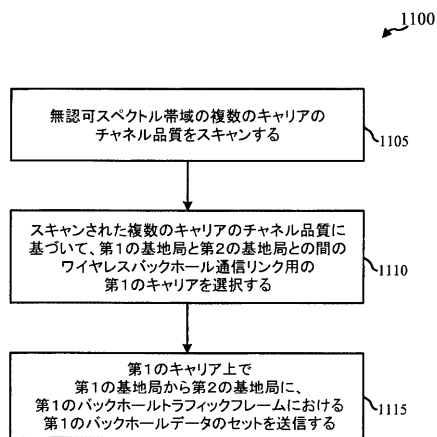 1100
無認可スペクトル帯域の複数のキャリアの
チャネル品質をスキャンする
1105
スキャンされた複数のキャリアのチャネル品質に
基づいて、第1の基地局と第2の基地局との間の
ワイヤレスバックホール通信リンク用の
第1のキャリアを選択する
1110
第1のキャリア上で
第1の基地局から第2の基地局に、
第1のバックホールトラフィックフレームにおける
第1のバックホールデータのセットを送信する
1115